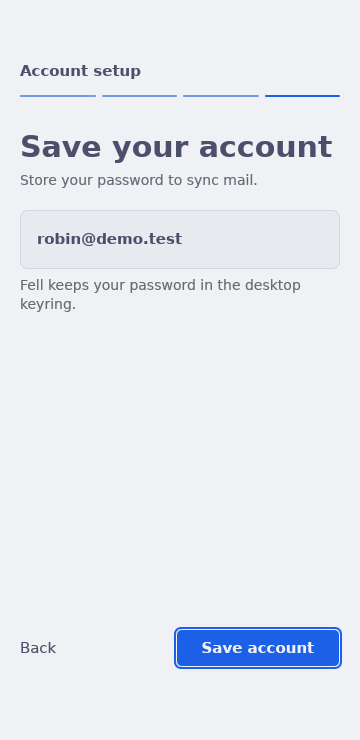 Account setup
Save your account
Store your password to sync mail.
robin@demo.test
Fell keeps your password in the desktop
keyring.
Back
Save account